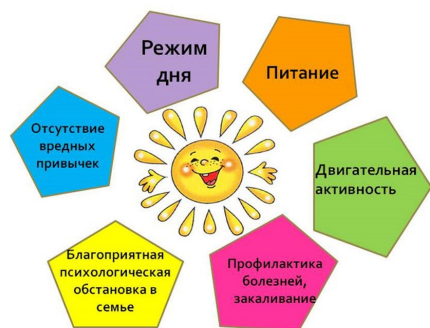 Режим
дня
Питание
Двигательная
активность
Профилактика
болезней,
закаливание
Благоприятная
психологическая
обстановка в
семье
Отсутствие
вредных
привычек